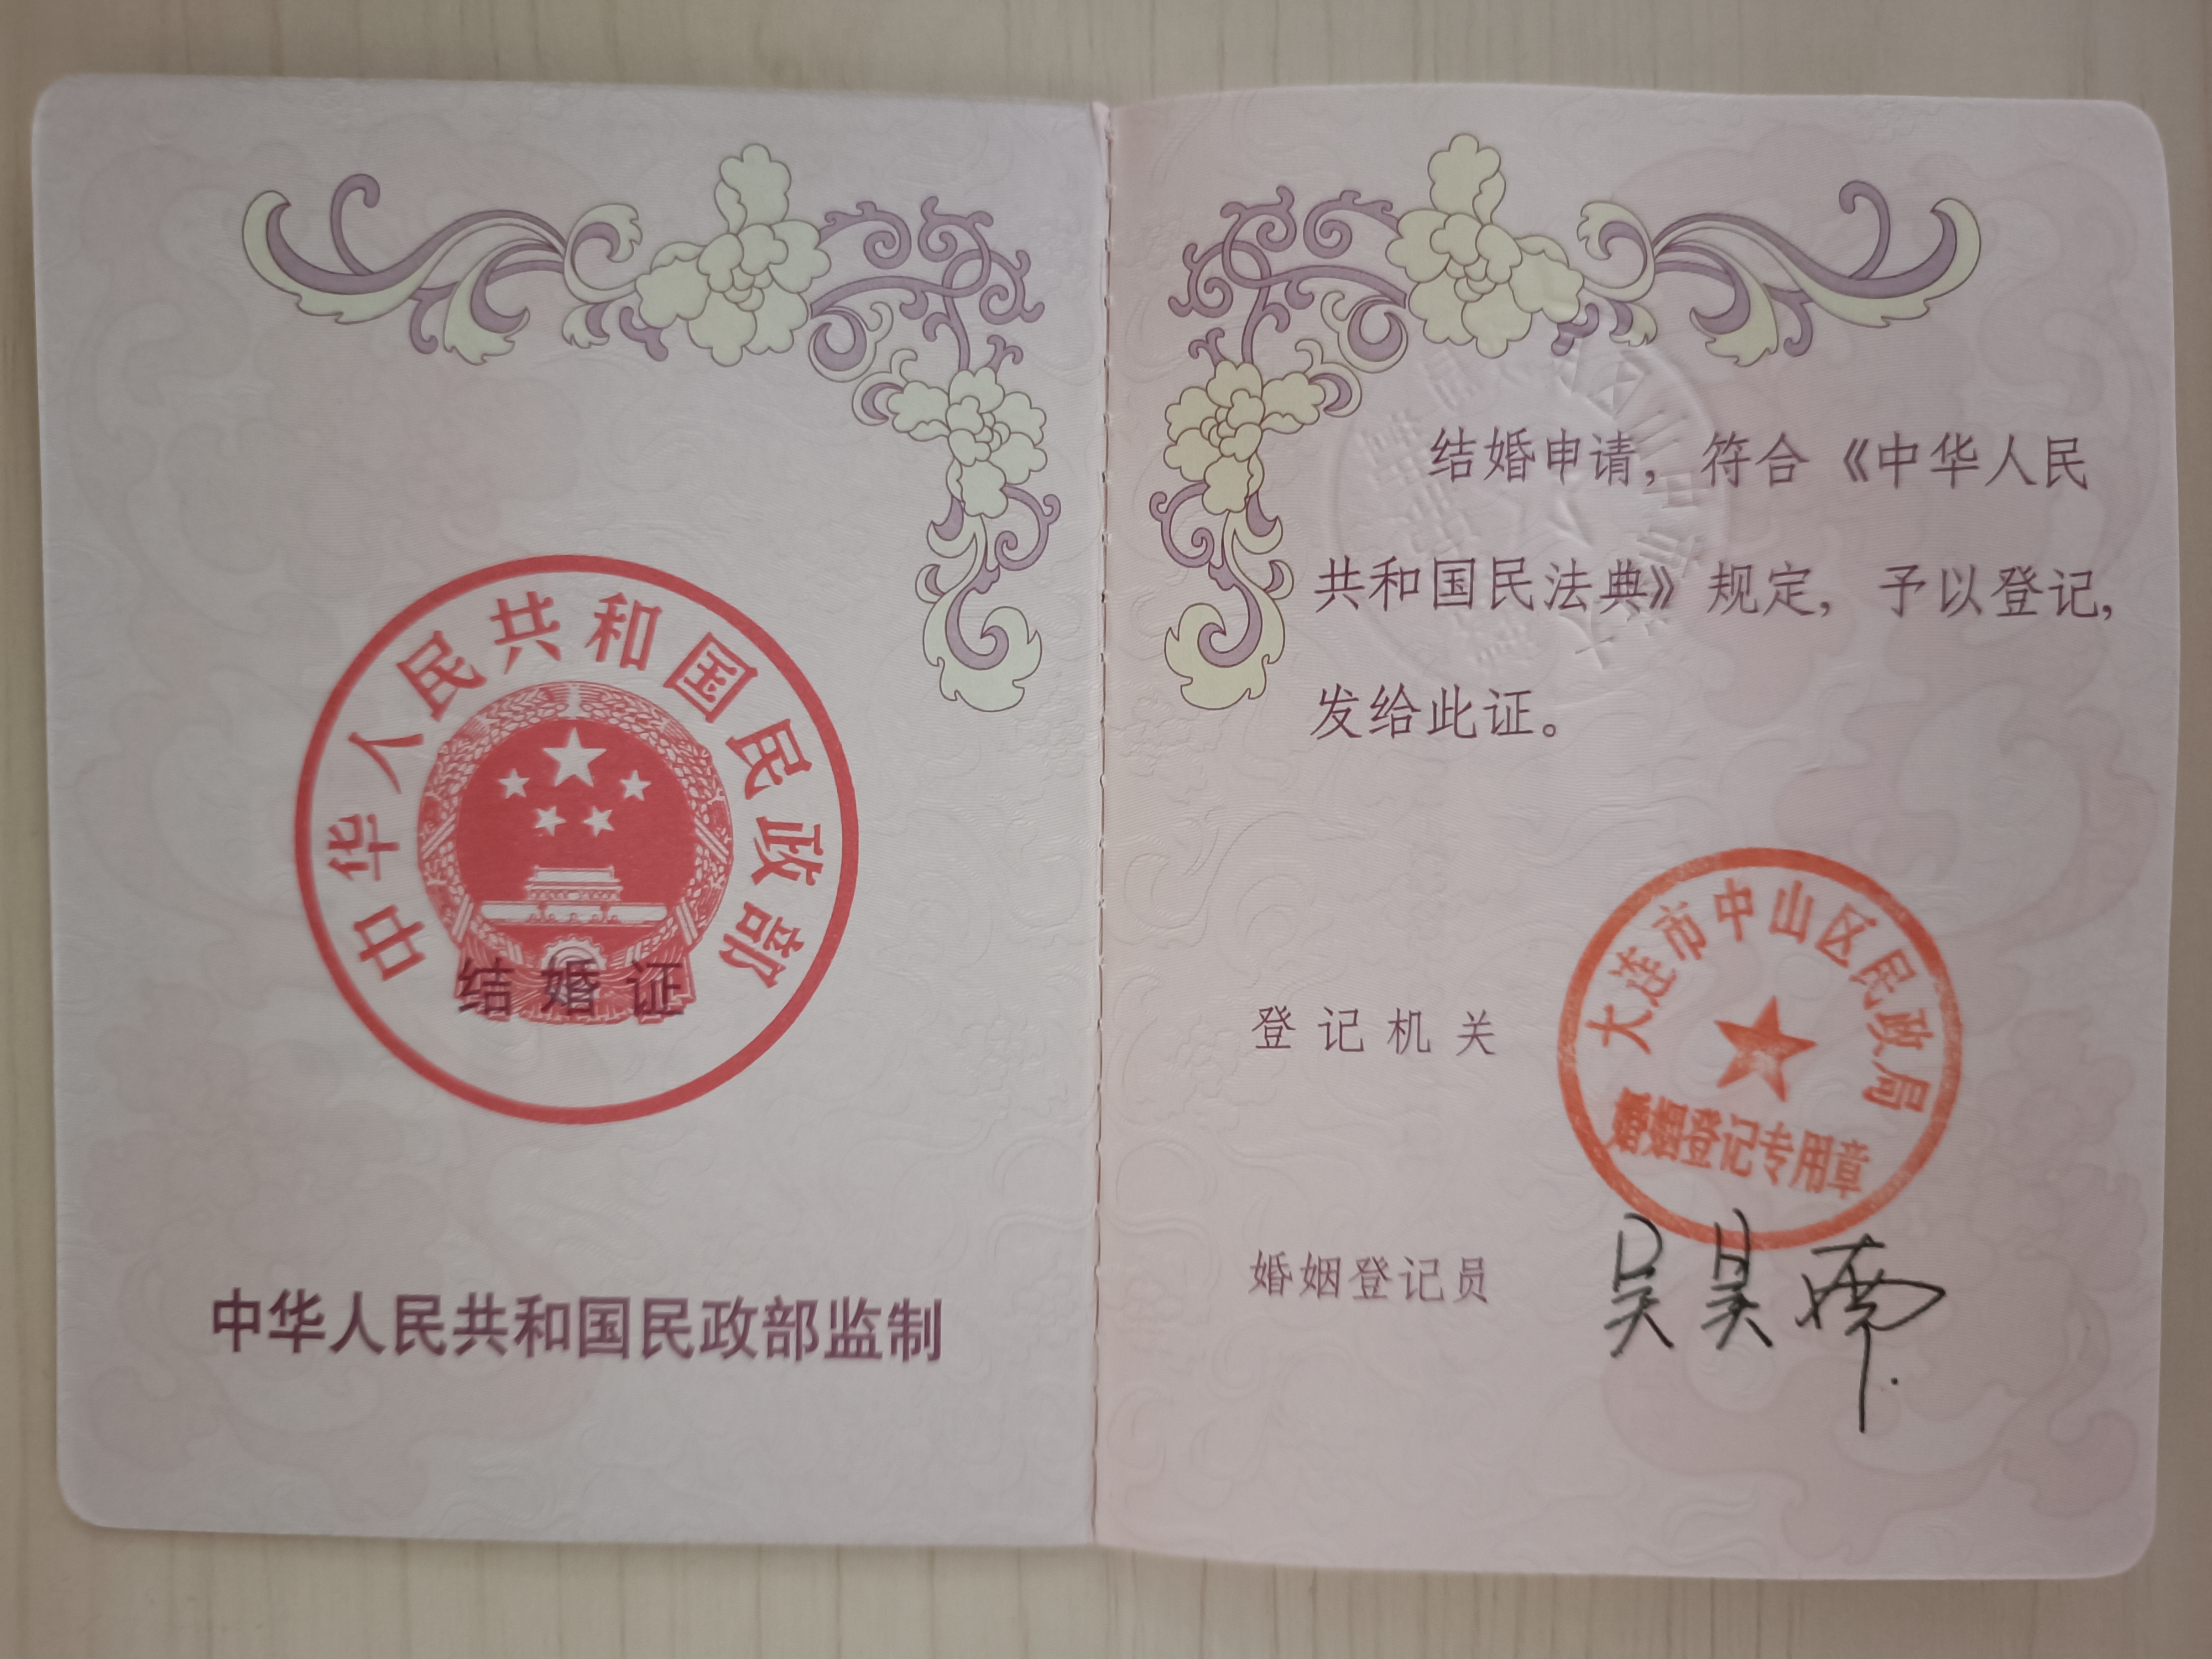 中华人民共和国民政部
结婚证
中华人民共和国民政部监制
结婚申请，符合《中华人民
共和国民法典》规定，予以登记，
发给此证。
登记机关
大连市中山区民政局
婚姻登记专用章
婚姻登记员
吴昊